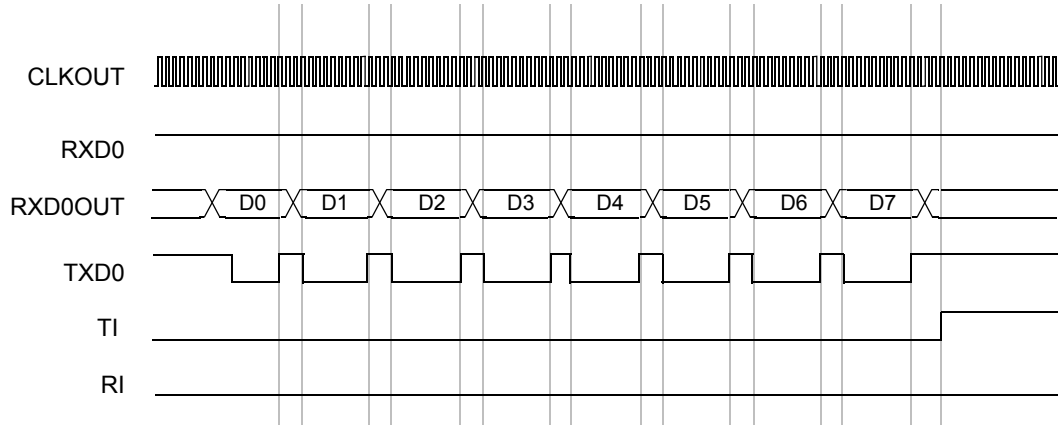 CLKOUT
RXD0
RXD0OUT D0 D1 D2 D3 D4 D5 D6 D7
TXD0
TI
RI